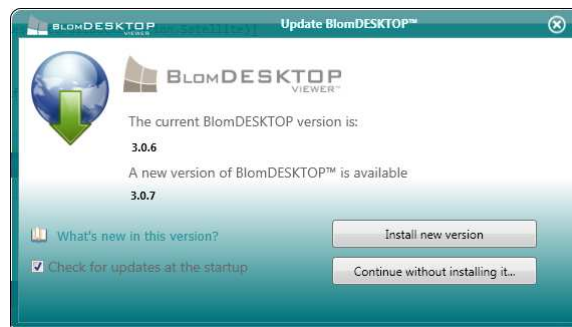 BLOMDESKTOP
VIEWER
Update BlomDESKTOP™
BLOMDESKTOP
VIEWER™
The current BlomDESKTOP version is:
3.0.6
A new version of BlomDESKTOP™ is available
3.0.7
What's new in this version?
Install new version
Check for updates at the startup
Continue without installing it...